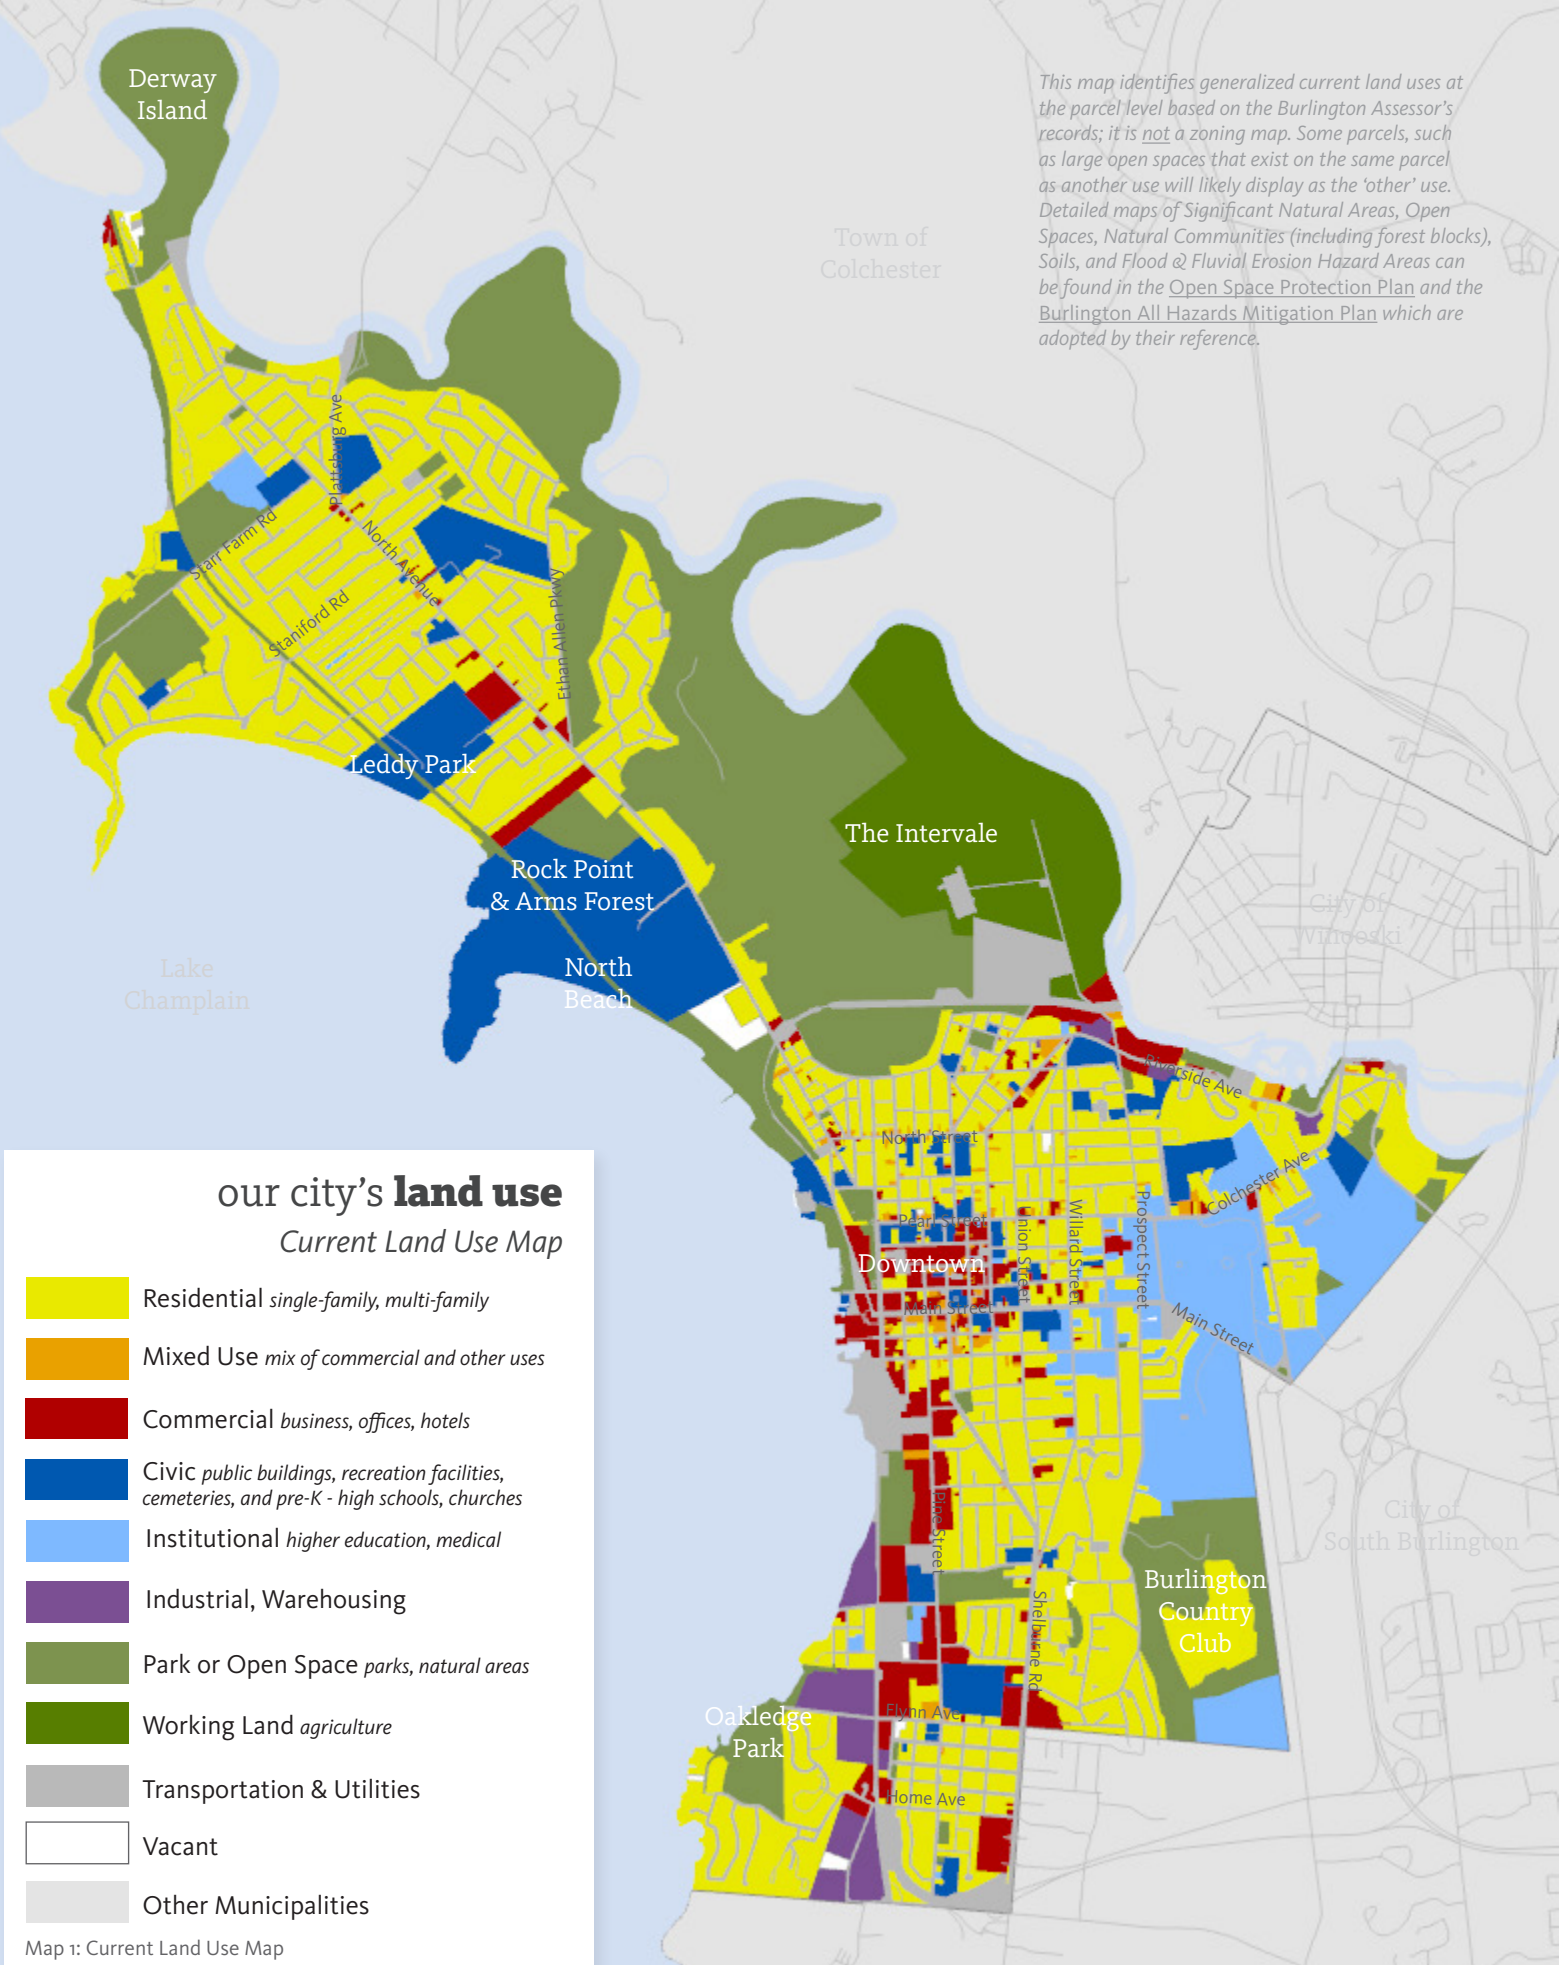 Derway
Island
This map identifies generalized current land uses at
the parcel level based on the Burlington Assessor's
records; it is not a zoning map. Some parcels, such
as large open spaces that exist on the same parcel
as another use will likely display as the 'other' use.
Detailed maps of Significant Natural Areas, Open
Spaces, Natural Communities (including forest blocks),
Soils, and Flood & Fluvial Erosion Hazard Areas can
be found in the Open Space Protection Plan and the
Burlington All Hazards Mitigation Plan which are
adopted by their reference.
Town of
Colchester
Plattsburg Ave
Starr Farm Rd
North Avenue
Staniford Rd
Ethan Allen Pkwy
Leddy Park
The Intervale
Rock Point
& Arms Forest
North
Beach
Lake
Champlain
City of
Winooski
Riverside Ave
North Street
Colchester Ave
Pearl Street
Union Street
Willard Street
Prospect Street
Downtown
Main Street
Main Street
Pine Street
City of
South Burlington
Burlington
Country
Club
Shelburne Rd
Oakledge
Park
Flynn Ave
Home Ave
our city's land use
Current Land Use Map
Residential single-family, multi-family
Mixed Use mix of commercial and other uses
Commercial business, offices, hotels
Civic public buildings, recreation facilities,
cemeteries, and pre-K - high schools, churches
Institutional higher education, medical
Industrial, Warehousing
Park or Open Space parks, natural areas
Working Land agriculture
Transportation & Utilities
Vacant
Other Municipalities
Map 1: Current Land Use Map